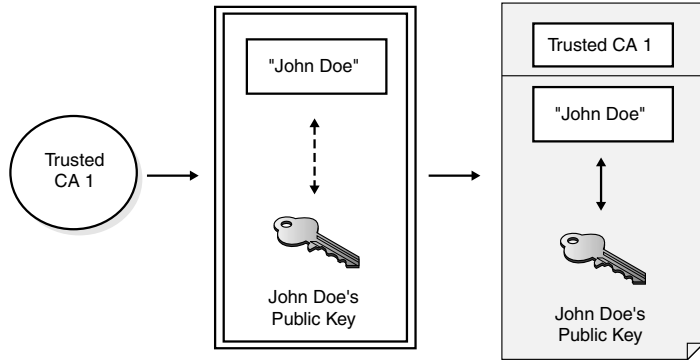 Trusted
CA 1
"John Doe"
John Doe's
Public Key
Trusted CA 1
"John Doe"
John Doe's
Public Key